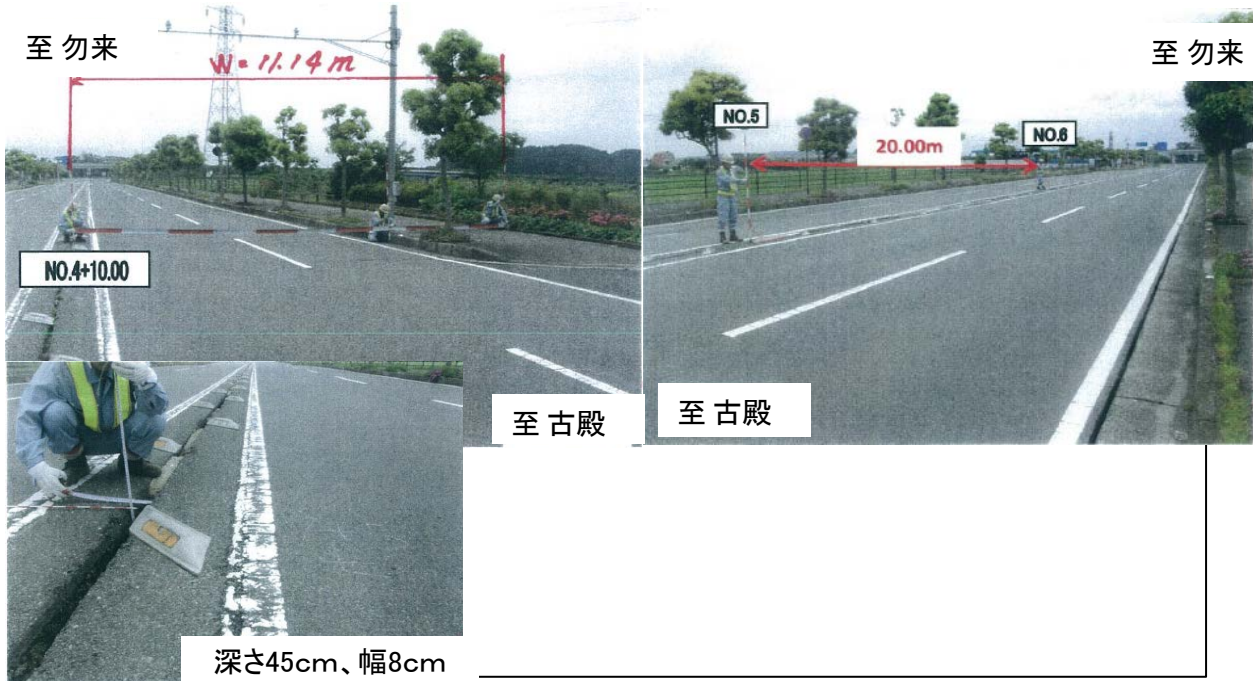 至 勿来
W=11.14m
NO.4+10.00
至 古殿
至 勿来
NO.5
NO.6
20.00m
至 古殿
深さ45cm、幅8cm